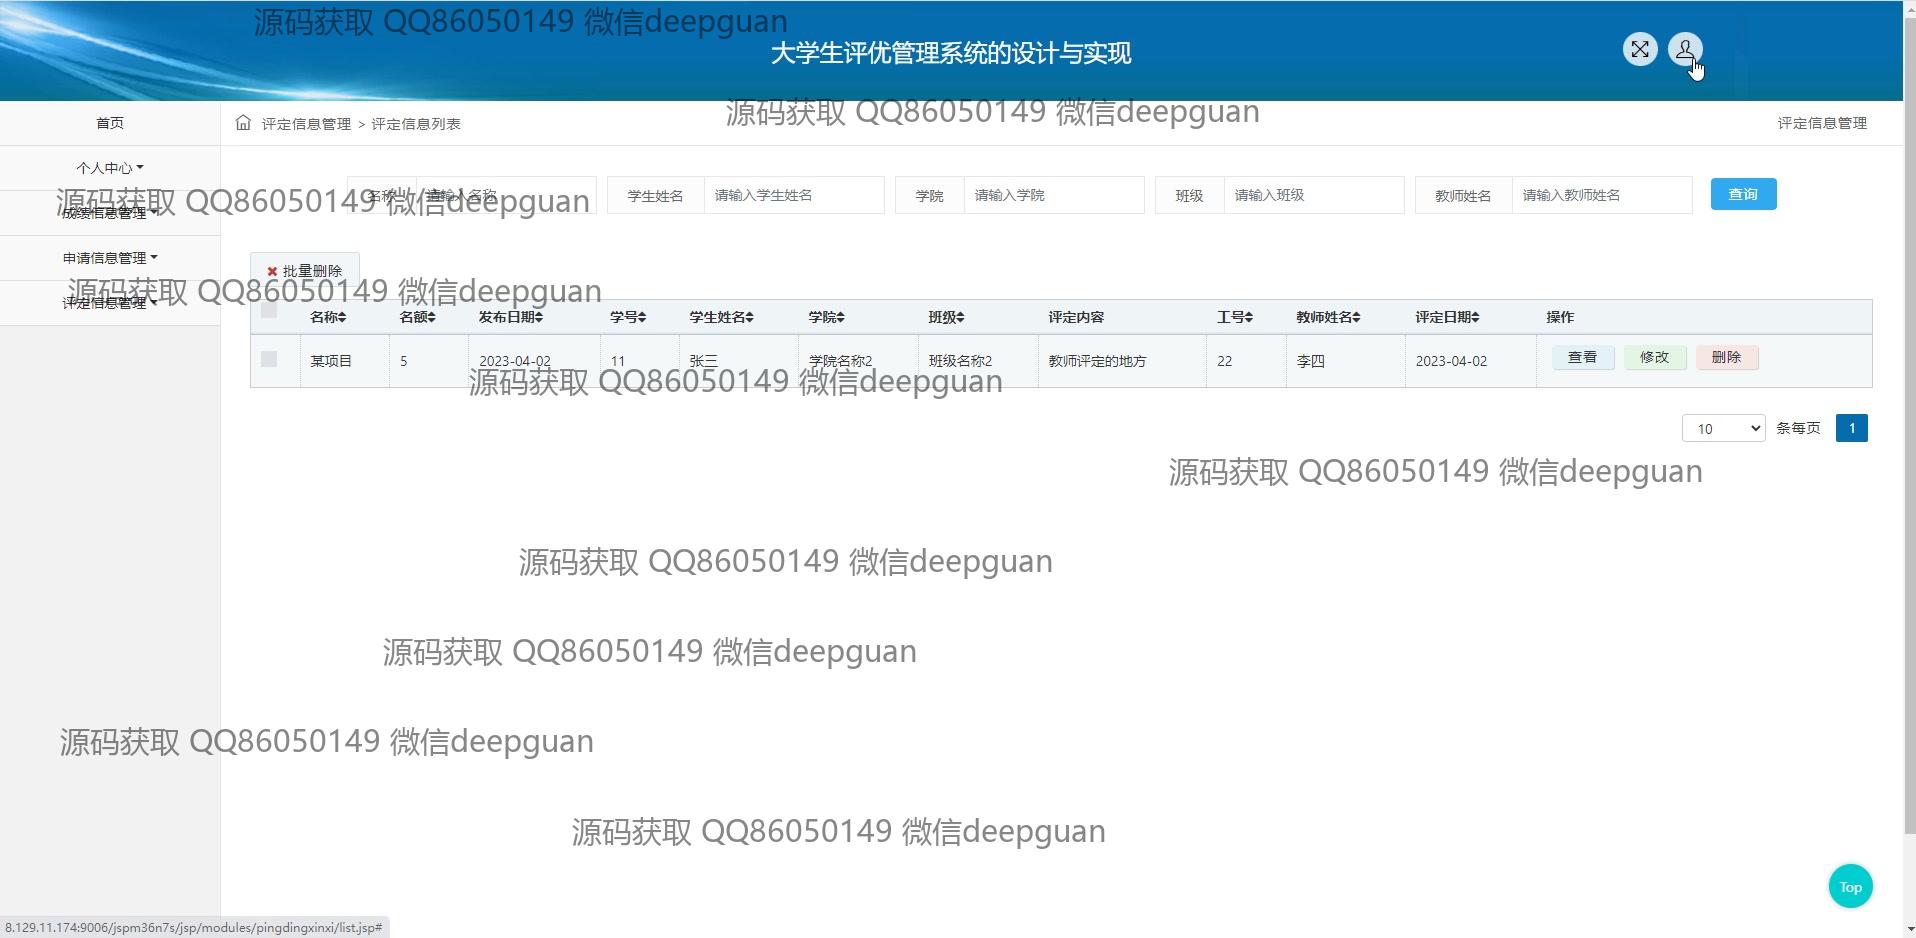 源码获取 QQ86050149 微信deepguan
大学生评优管理系统的设计与实现
源码获取 QQ86050149 微信deepguan
首页
评定信息管理 > 评定信息列表
评定信息管理
个人中心
源码获取 QQ86050149 微信deepguan
名称 请输入名称
学生姓名 请输入学生姓名
学院 请输入学院
班级 请输入班级
教师姓名 请输入教师姓名
查询
成绩信息管理
申请信息管理
批量删除
源码获取 QQ86050149 微信deepguan
评定信息管理
名称 名额 发布日期 学号 学生姓名 学院 班级 评定内容 工号 教师姓名 评定日期 操作
某项目 5 2023-04-02 11 张三 学院名称2 班级名称2 教师评定的地方 22 李四 2023-04-02 查看 修改 删除
源码获取 QQ86050149 微信deepguan
10 条每页 1
源码获取 QQ86050149 微信deepguan
源码获取 QQ86050149 微信deepguan
源码获取 QQ86050149 微信deepguan
源码获取 QQ86050149 微信deepguan
源码获取 QQ86050149 微信deepguan
Top
8.129.11.174:9006/jspm36n7s/jsp/modules/pingdingxinxi/list.jsp#